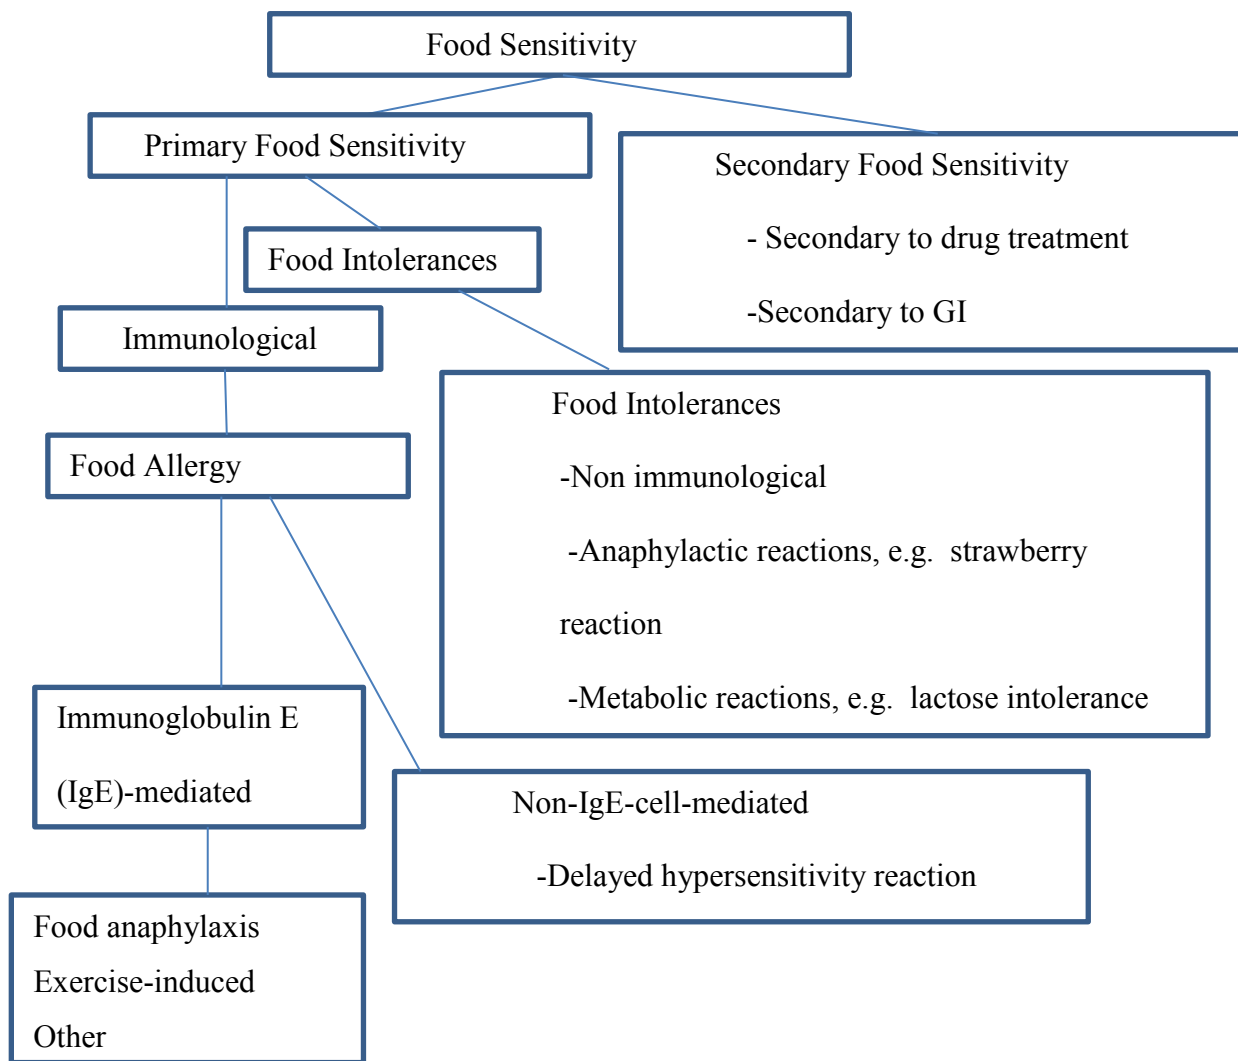 Food Sensitivity
Primary Food Sensitivity
Secondary Food Sensitivity
- Secondary to drug treatment
-Secondary to GI
Food Intolerances
Immunological
Food Intolerances
-Non immunological
-Anaphylactic reactions, e.g. strawberry
reaction
-Metabolic reactions, e.g. lactose intolerance
Food Allergy
Immunoglobulin E
(IgE)-mediated
Non-IgE-cell-mediated
-Delayed hypersensitivity reaction
Food anaphylaxis
Exercise-induced
Other